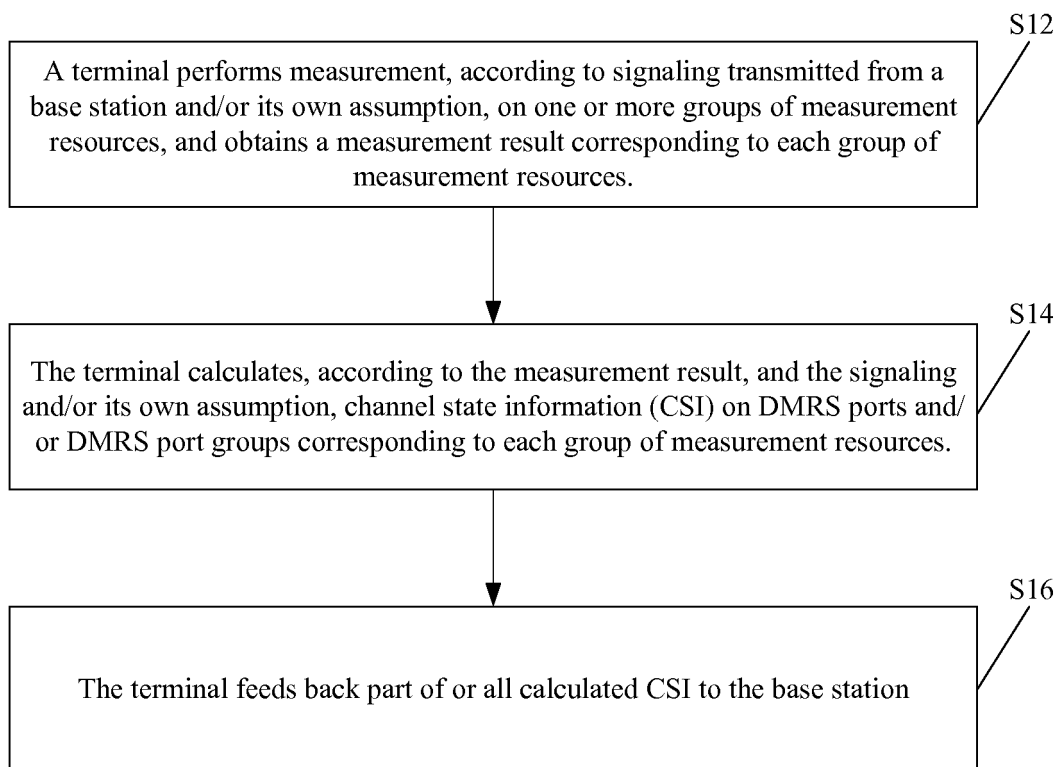 S12
A terminal performs measurement, according to signaling transmitted from a
base station and/or its own assumption, on one or more groups of measurement
resources, and obtains a measurement result corresponding to each group of
measurement resources.
S14
The terminal calculates, according to the measurement result, and the signaling
and/or its own assumption, channel state information (CSI) on DMRS ports and/
or DMRS port groups corresponding to each group of measurement resources.
S16
The terminal feeds back part of or all calculated CSI to the base station